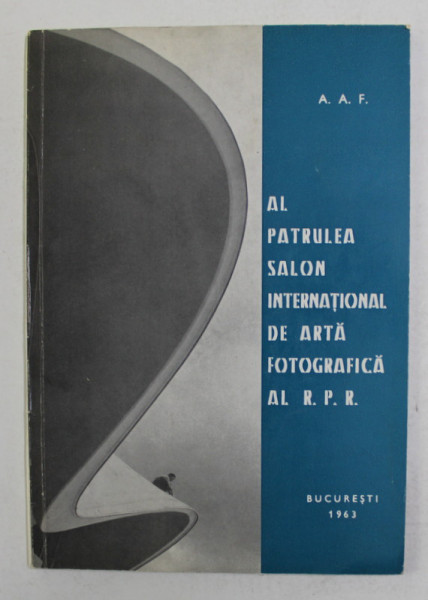 A. A. F.
AL
PATRULEA
SALON
INTERNAȚIONAL
DE ARTĂ
FOTOGRAFICĂ
AL R. P. R.
BUCUREȘTI
1963